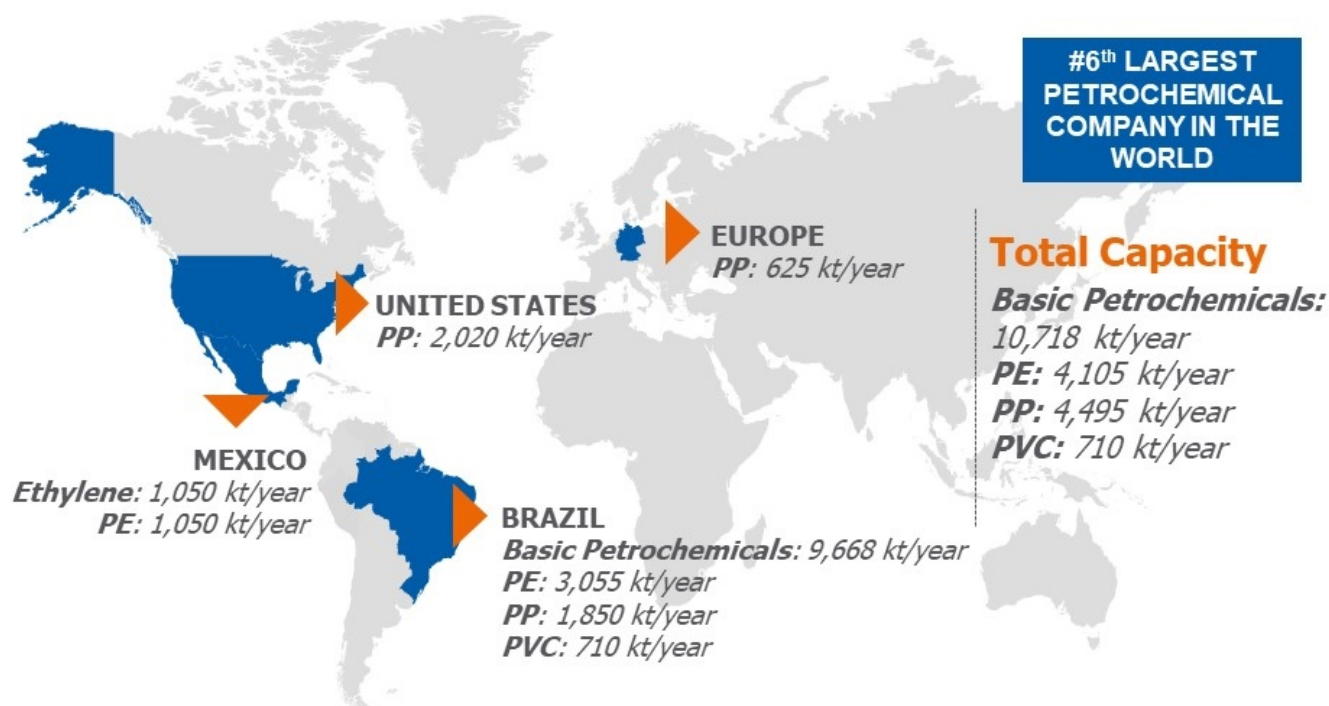 #6th LARGEST
PETROCHEMICAL
COMPANY IN THE
WORLD
EUROPE
PP: 625 kt/year
UNITED STATES
PP: 2,020 kt/year
MEXICO
Ethylene: 1,050 kt/year
PE: 1,050 kt/year
BRAZIL
Basic Petrochemicals: 9,668 kt/year
PE: 3,055 kt/year
PP: 1,850 kt/year
PVC: 710 kt/year
Total Capacity
Basic Petrochemicals:
10,718 kt/year
PE: 4,105 kt/year
PP: 4,495 kt/year
PVC: 710 kt/year